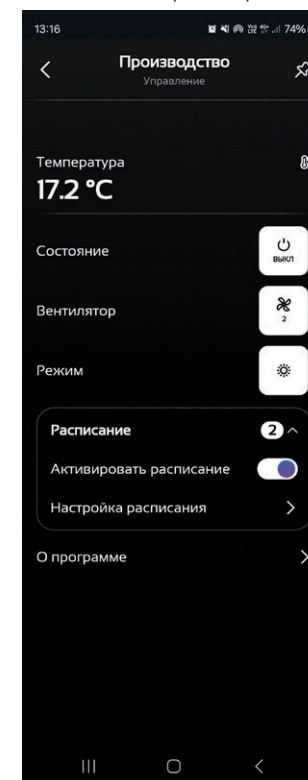 13:16
74%
Производство
Управление
Температура
17.2 °C
Состояние
ВЫКЛ
Вентилятор
2
Режим
Расписание 2
Активировать расписание
Настройка расписания
О программе